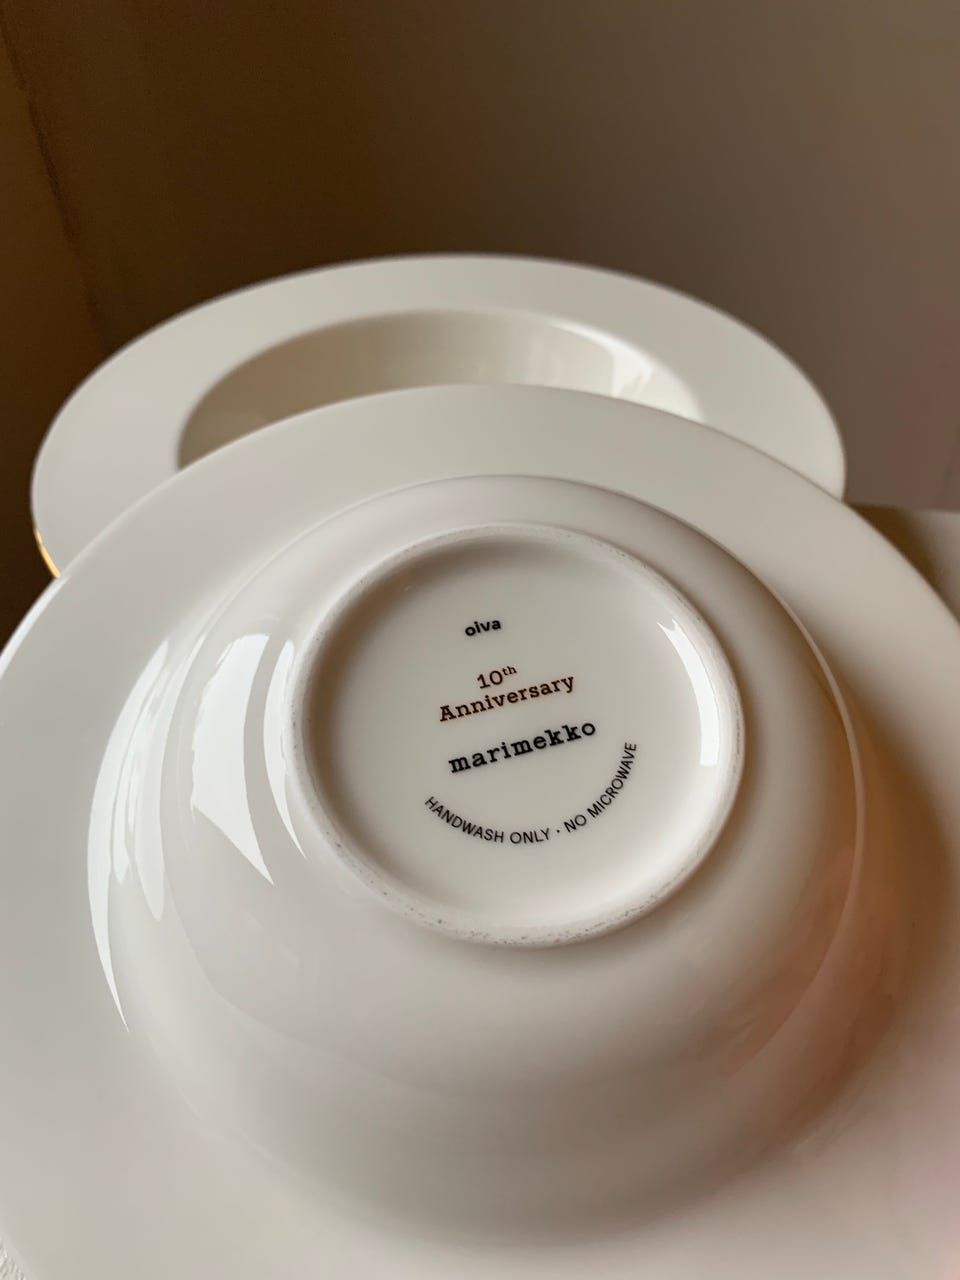 oiva
10th
Anniversary
marimekko
HANDWASH ONLY · NO MICROWAVE